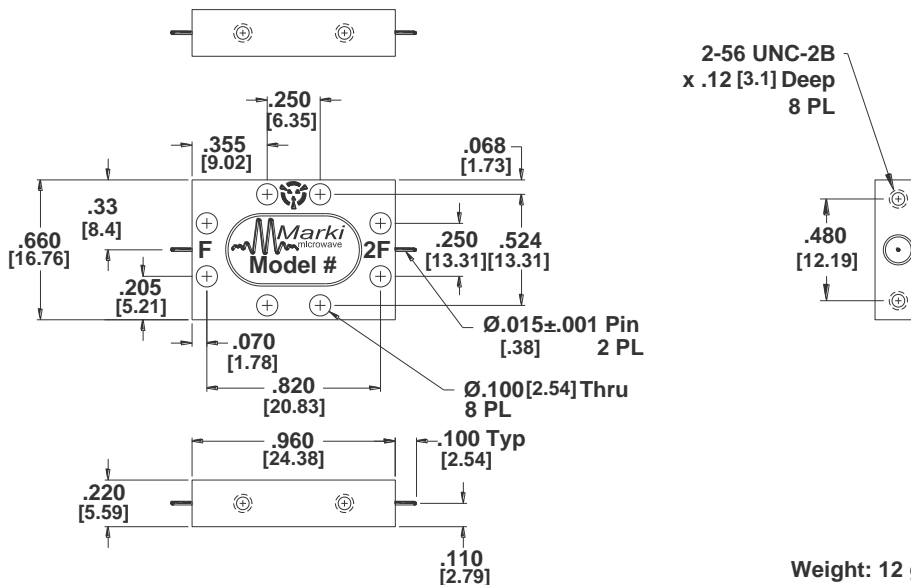 2-56 UNC-2B
x .12 [3.1] Deep
8 PL
.250
[6.35]
.355
[9.02]
.068
[1.73]
.33
[8.4]
.660
[16.76]
F
Marki
microwave
Model #
2F
.250
[13.31]
.524
[13.31]
.480
[12.19]
.205
[5.21]
.070
[1.78]
Ø.015±.001 Pin
[.38] 2 PL
.820
[20.83]
Ø.100 [2.54] Thru
8 PL
.960
[24.38]
.100 Typ
[2.54]
.220
[5.59]
.110
[2.79]
Weight: 12